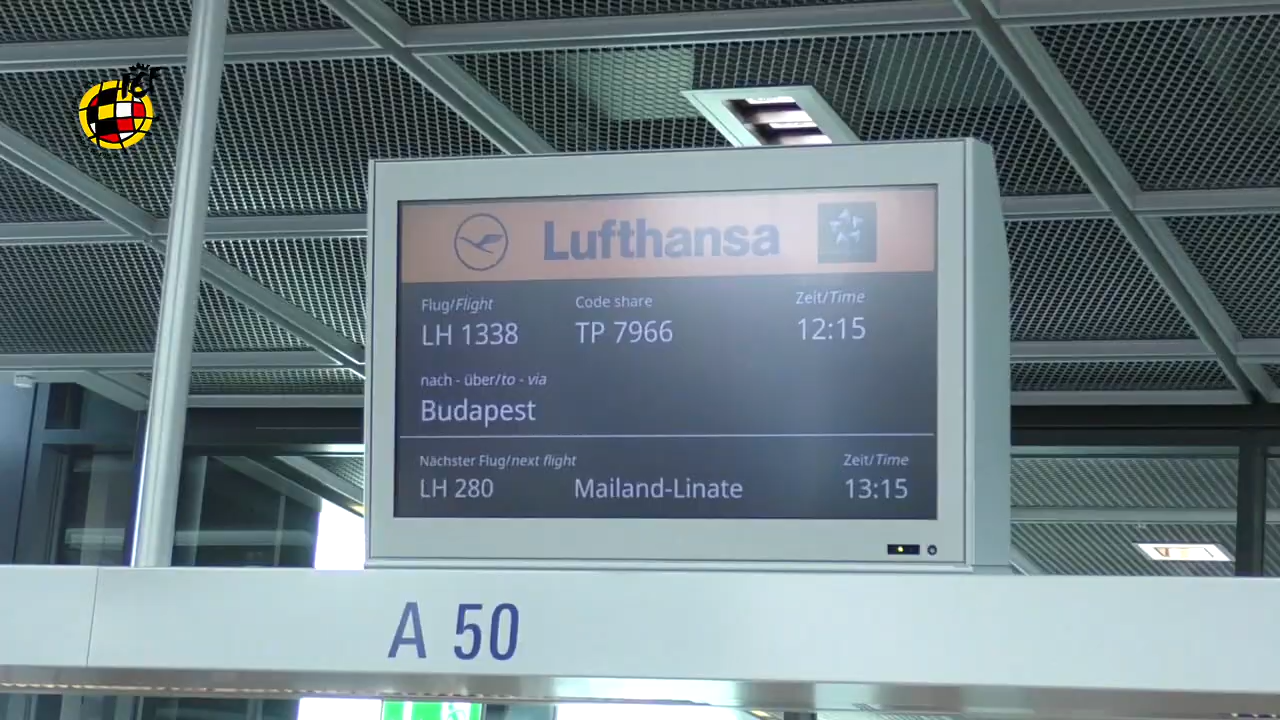 Lufthansa
Flug/Flight Code share Zeit/Time
LH 1338 TP 7966 12:15
nach - über/to - via
Budapest
Nächster Flug/next flight Zeit/Time
LH 280 Mailand-Linate 13:15
A 50